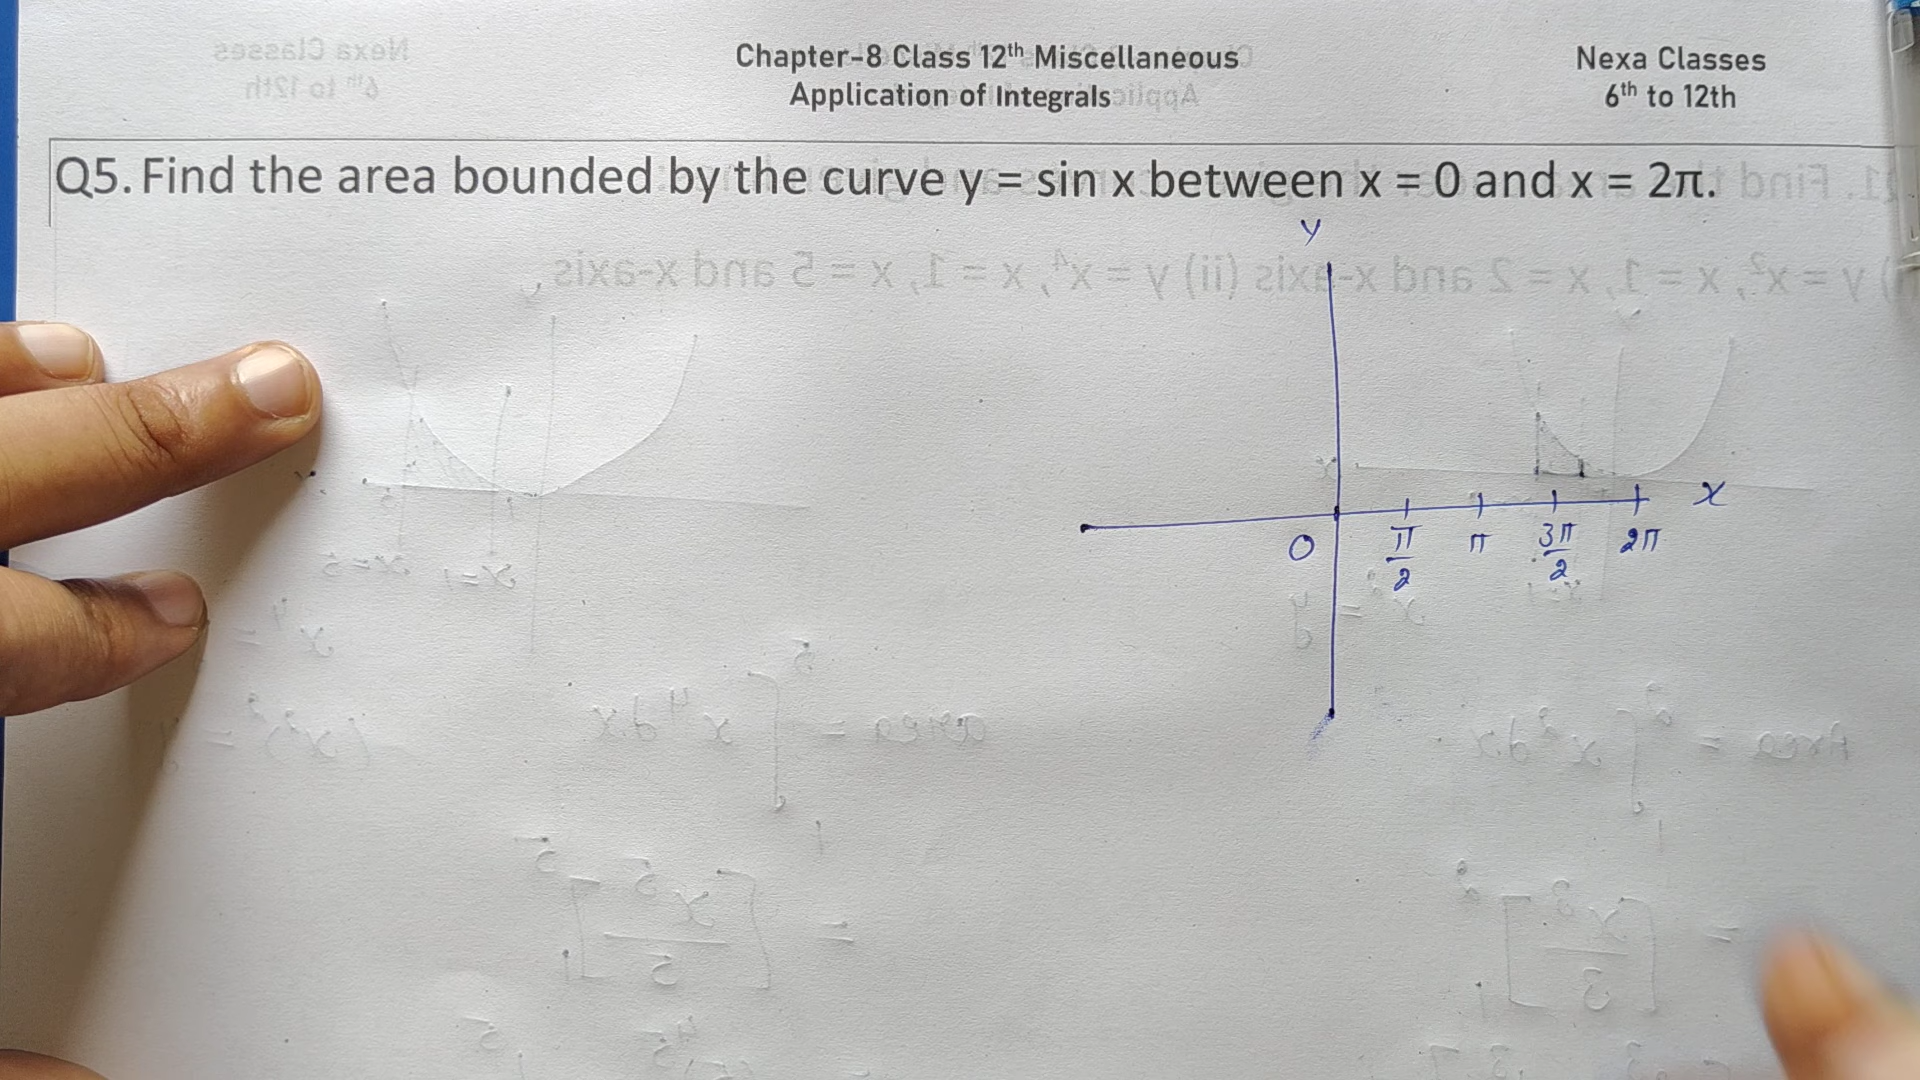 Chapter-8 Class 12th Miscellaneous
Application of Integrals
Nexa Classes
6th to 12th
Q5. Find the area bounded by the curve y = sin x between x = 0 and x = 2π.
y
x
0 π/2 π 3π/2 2π